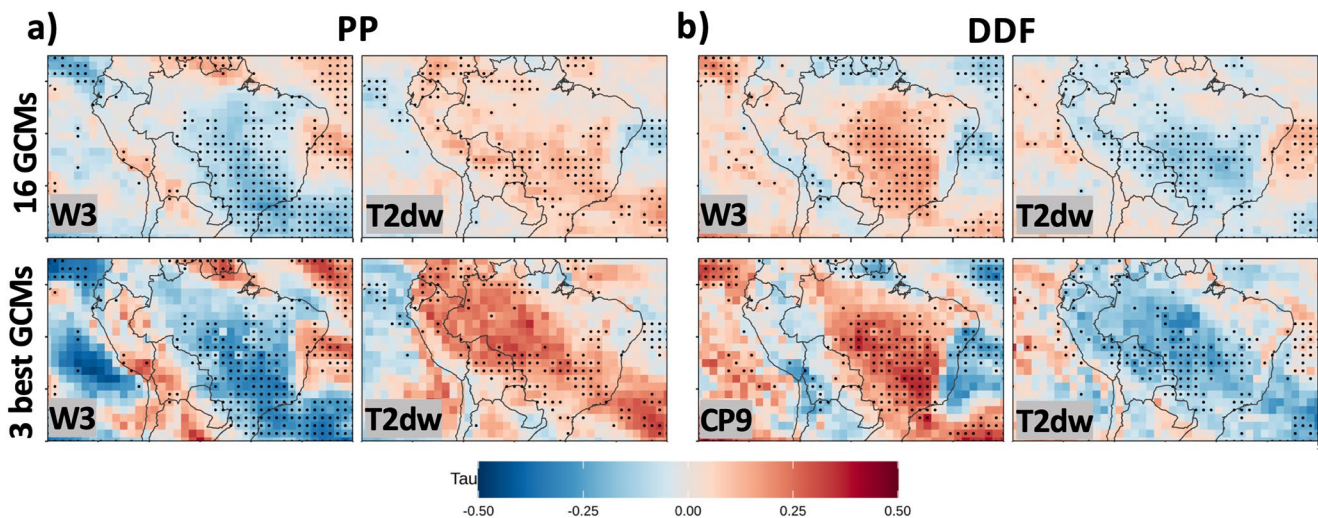 a) PP b) DDF
16 GCMs
W3 T2dw W3 T2dw
3 best GCMs
W3 T2dw CP9 T2dw
Tau
-0.50 -0.25 0.00 0.25 0.50